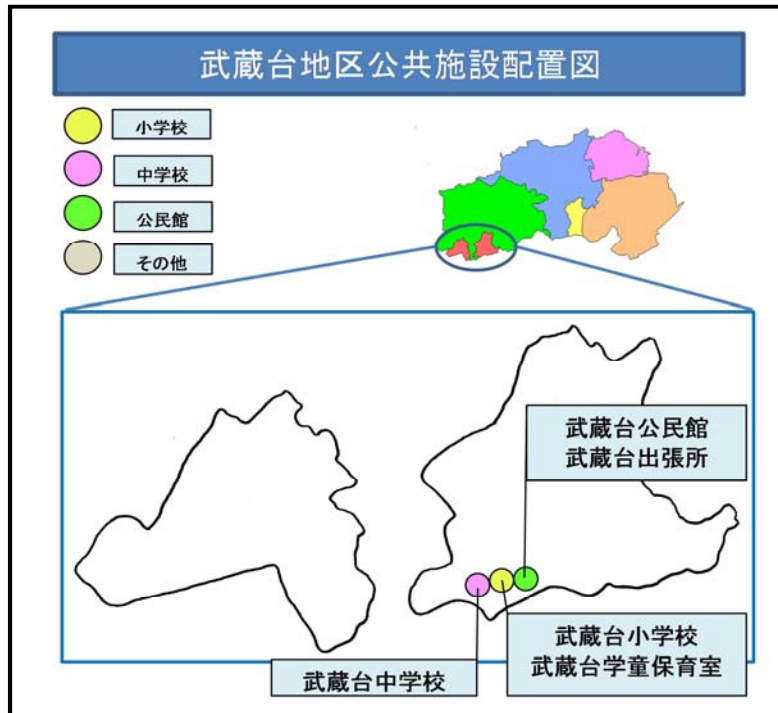 武蔵台地区公共施設配置図
小学校
中学校
公民館
その他
武蔵台公民館
武蔵台出張所
武蔵台小学校
武蔵台学童保育室
武蔵台中学校